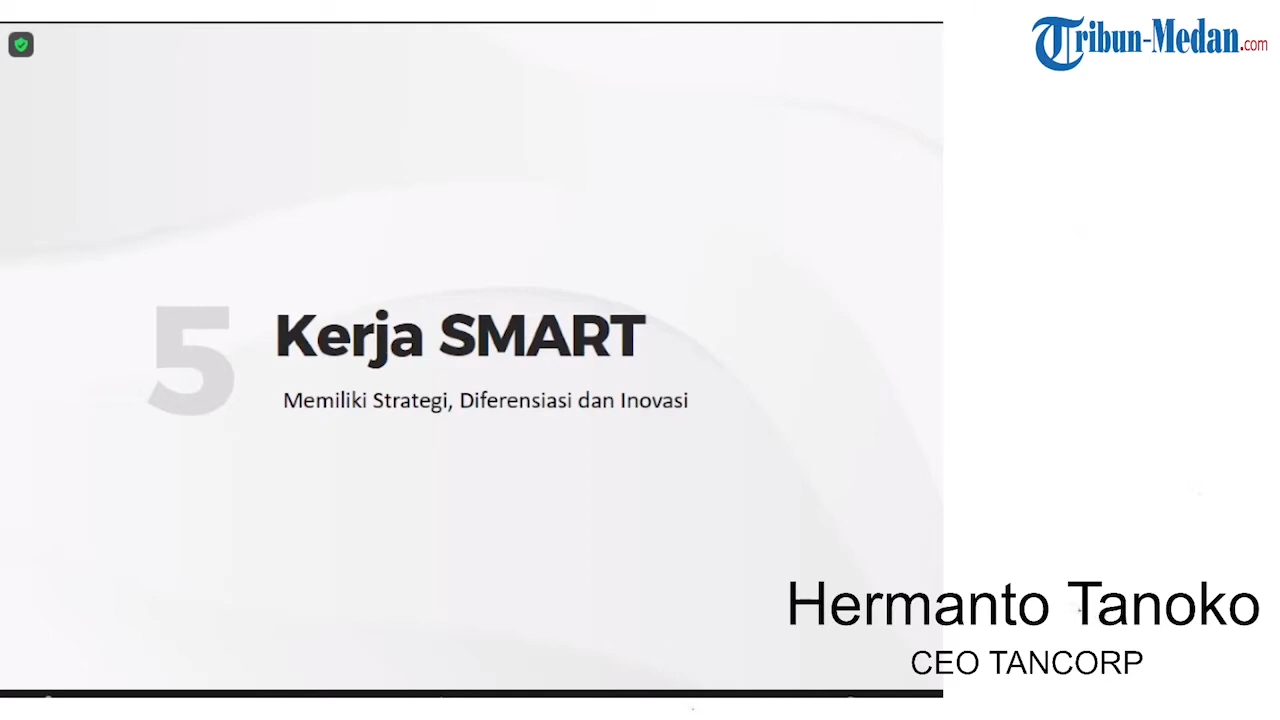 Tribun-Medan.com
5
Kerja SMART
Memiliki Strategi, Diferensiasi dan Inovasi
Hermanto Tanoko
CEO TANCORP